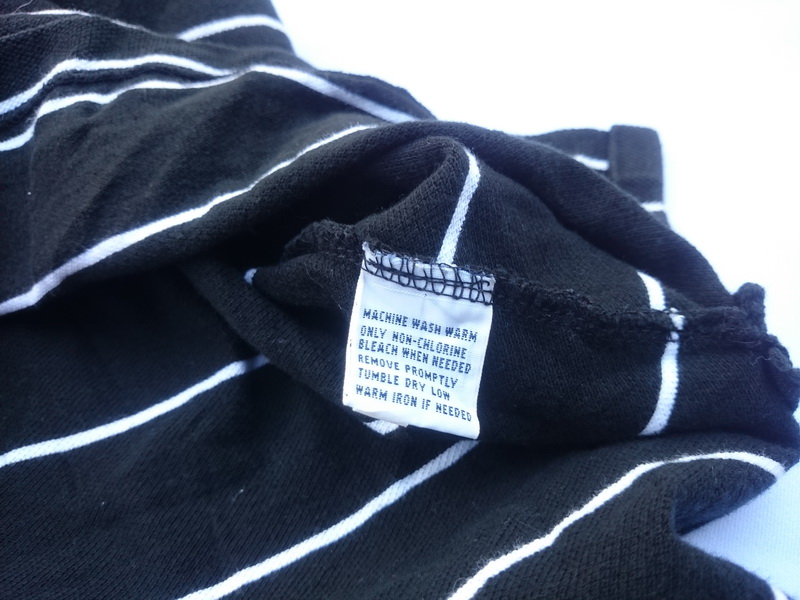 MACHINE WASH WARM
ONLY NON-CHLORINE
BLEACH WHEN NEEDED
REMOVE PROMPTLY
TUMBLE DRY LOW
WARM IRON IF NEEDED